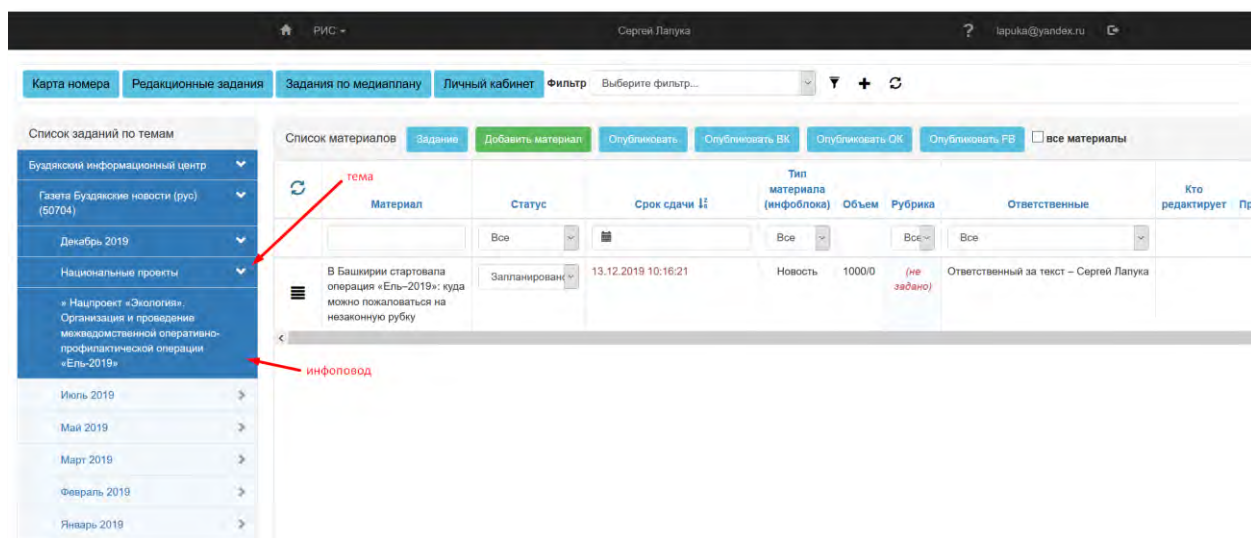 РИС
Сергей Лапука
? lapuka@yandex.ru
Карта номера Редакционные задания Задания по медиаплану Личный кабинет Фильтр Выберите фильтр...
Список заданий по темам
Список материалов Задание Добавить материал Опубликовать Опубликовать ВК Опубликовать ОК Опубликовать FB все материалы
Буздякский информационный центр
Газета Буздякские новости (рус)
(50704)
Декабрь 2019
Национальные проекты
» Нацпроект «Экология».
Организация и проведение
межведомственной оперативно-
профилактической операции
«Ель-2019»
Июль 2019
Май 2019
Март 2019
Февраль 2019
Январь 2019
тема
инфоповод
Материал
Статус
Срок сдачи
Тип
материала
(инфоблока)
Объем
Рубрика
Ответственные
Кто
редактирует
Пр
Все
Все
Все
Все
В Башкирии стартовала
операция «Ель–2019»: куда
можно пожаловаться на
незаконную рубку
Запланирован
13.12.2019 10:16:21
Новость
1000/0
(не
задано)
Ответственный за текст – Сергей Лапука